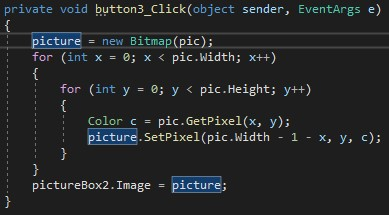 private void button3_Click(object sender, EventArgs e)
{
picture = new Bitmap(pic);
for (int x = 0; x < pic.Width; x++)
{
for (int y = 0; y < pic.Height; y++)
{
Color c = pic.GetPixel(x, y);
picture.SetPixel(pic.Width - 1 - x, y, c);
}
}
pictureBox2.Image = picture;
}